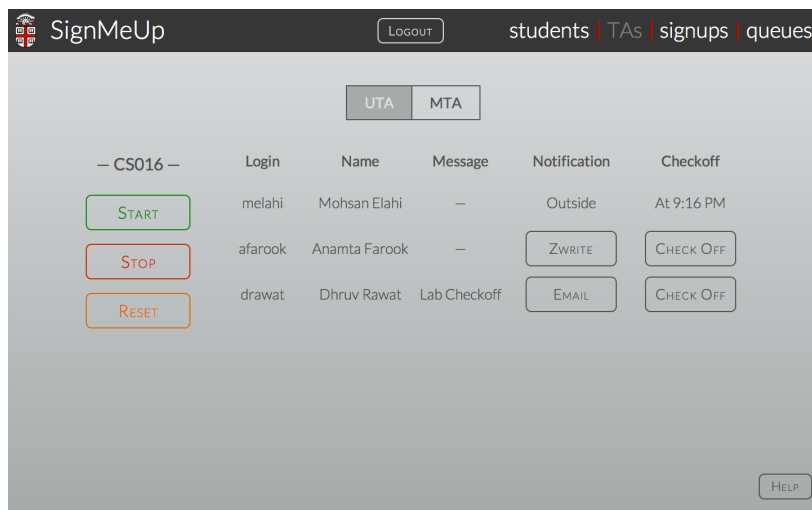 SignMeUp Logout students | TAs | signups | queues
UTA MTA
— CS016 — Login Name Message Notification Checkoff
Start melahi Mohsan Elahi — Outside At 9:16 PM
Stop afarook Anamta Farook — Zwrite Check Off
Reset drawat Dhruv Rawat Lab Checkoff Email Check Off
Help